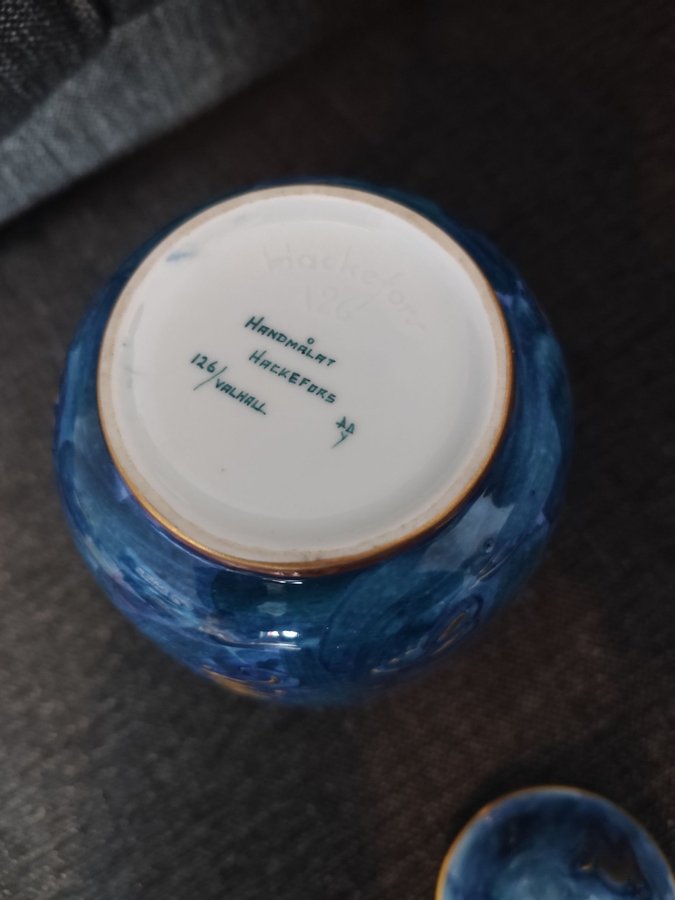 Hackefors
126
HANDMÅLAT
HACKEFORS
126/VALHALL